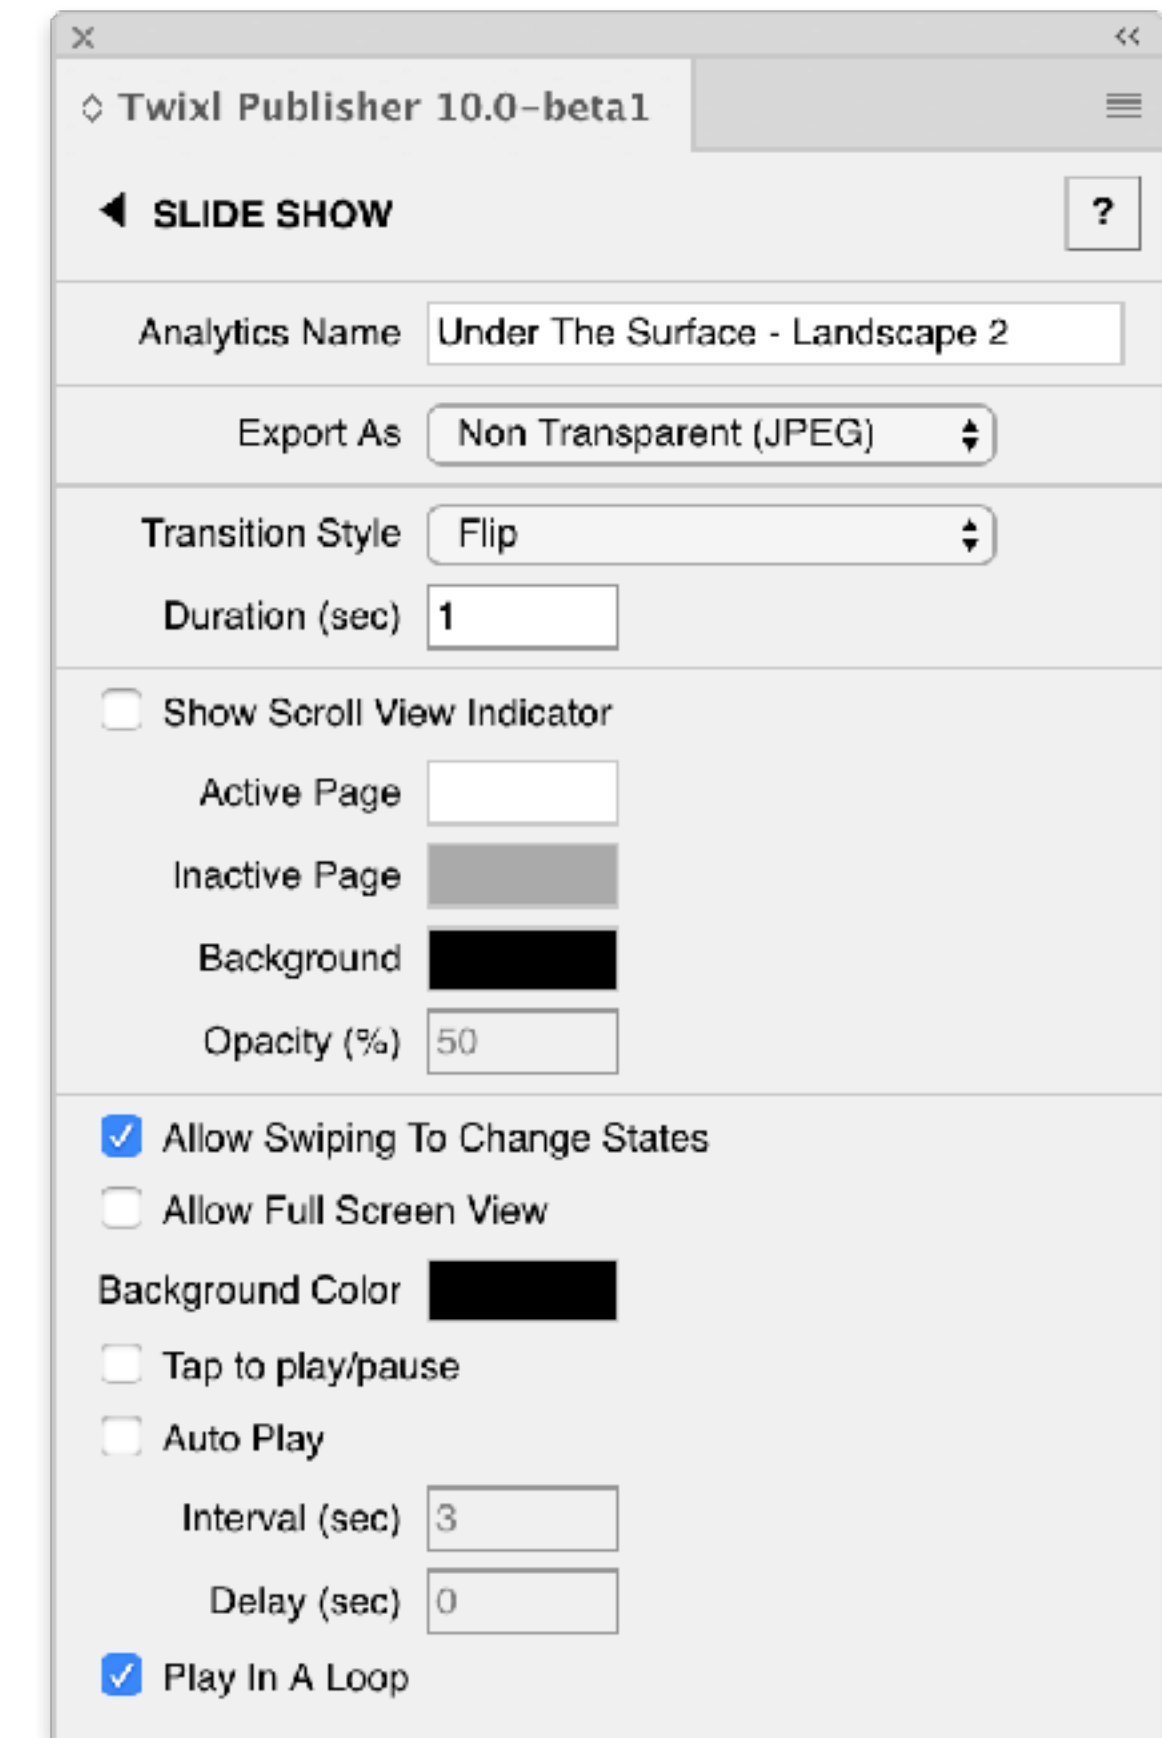 Twixl Publisher 10.0-beta1
SLIDE SHOW
?
Analytics Name Under The Surface - Landscape 2
Export As Non Transparent (JPEG)
Transition Style Flip
Duration (sec) 1
Show Scroll View Indicator
Active Page
Inactive Page
Background
Opacity (%) 50
Allow Swiping To Change States
Allow Full Screen View
Background Color
Tap to play/pause
Auto Play
Interval (sec) 3
Delay (sec) 0
Play In A Loop